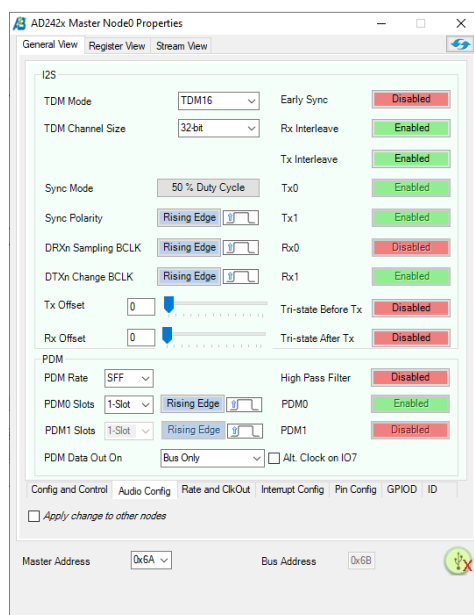 AD242x Master Node0 Properties
General View Register View Stream View
I2S
TDM Mode TDM16 Early Sync Disabled
TDM Channel Size 32-bit Rx Interleave Enabled
Tx Interleave Enabled
Sync Mode 50 % Duty Cycle Tx0 Enabled
Sync Polarity Rising Edge Tx1 Enabled
DRXn Sampling BCLK Rising Edge Rx0 Disabled
DTXn Change BCLK Rising Edge Rx1 Enabled
Tx Offset 0 Tri-state Before Tx Disabled
Rx Offset 0 Tri-state After Tx Disabled
PDM
PDM Rate SFF High Pass Filter Disabled
PDM0 Slots 1-Slot Rising Edge PDM0 Enabled
PDM1 Slots 1-Slot Rising Edge PDM1 Disabled
PDM Data Out On Bus Only Alt. Clock on IO7
Config and Control Audio Config Rate and ClkOut Interrupt Config Pin Config GPIOD ID
Apply change to other nodes
Master Address 0x6A Bus Address 0x6B